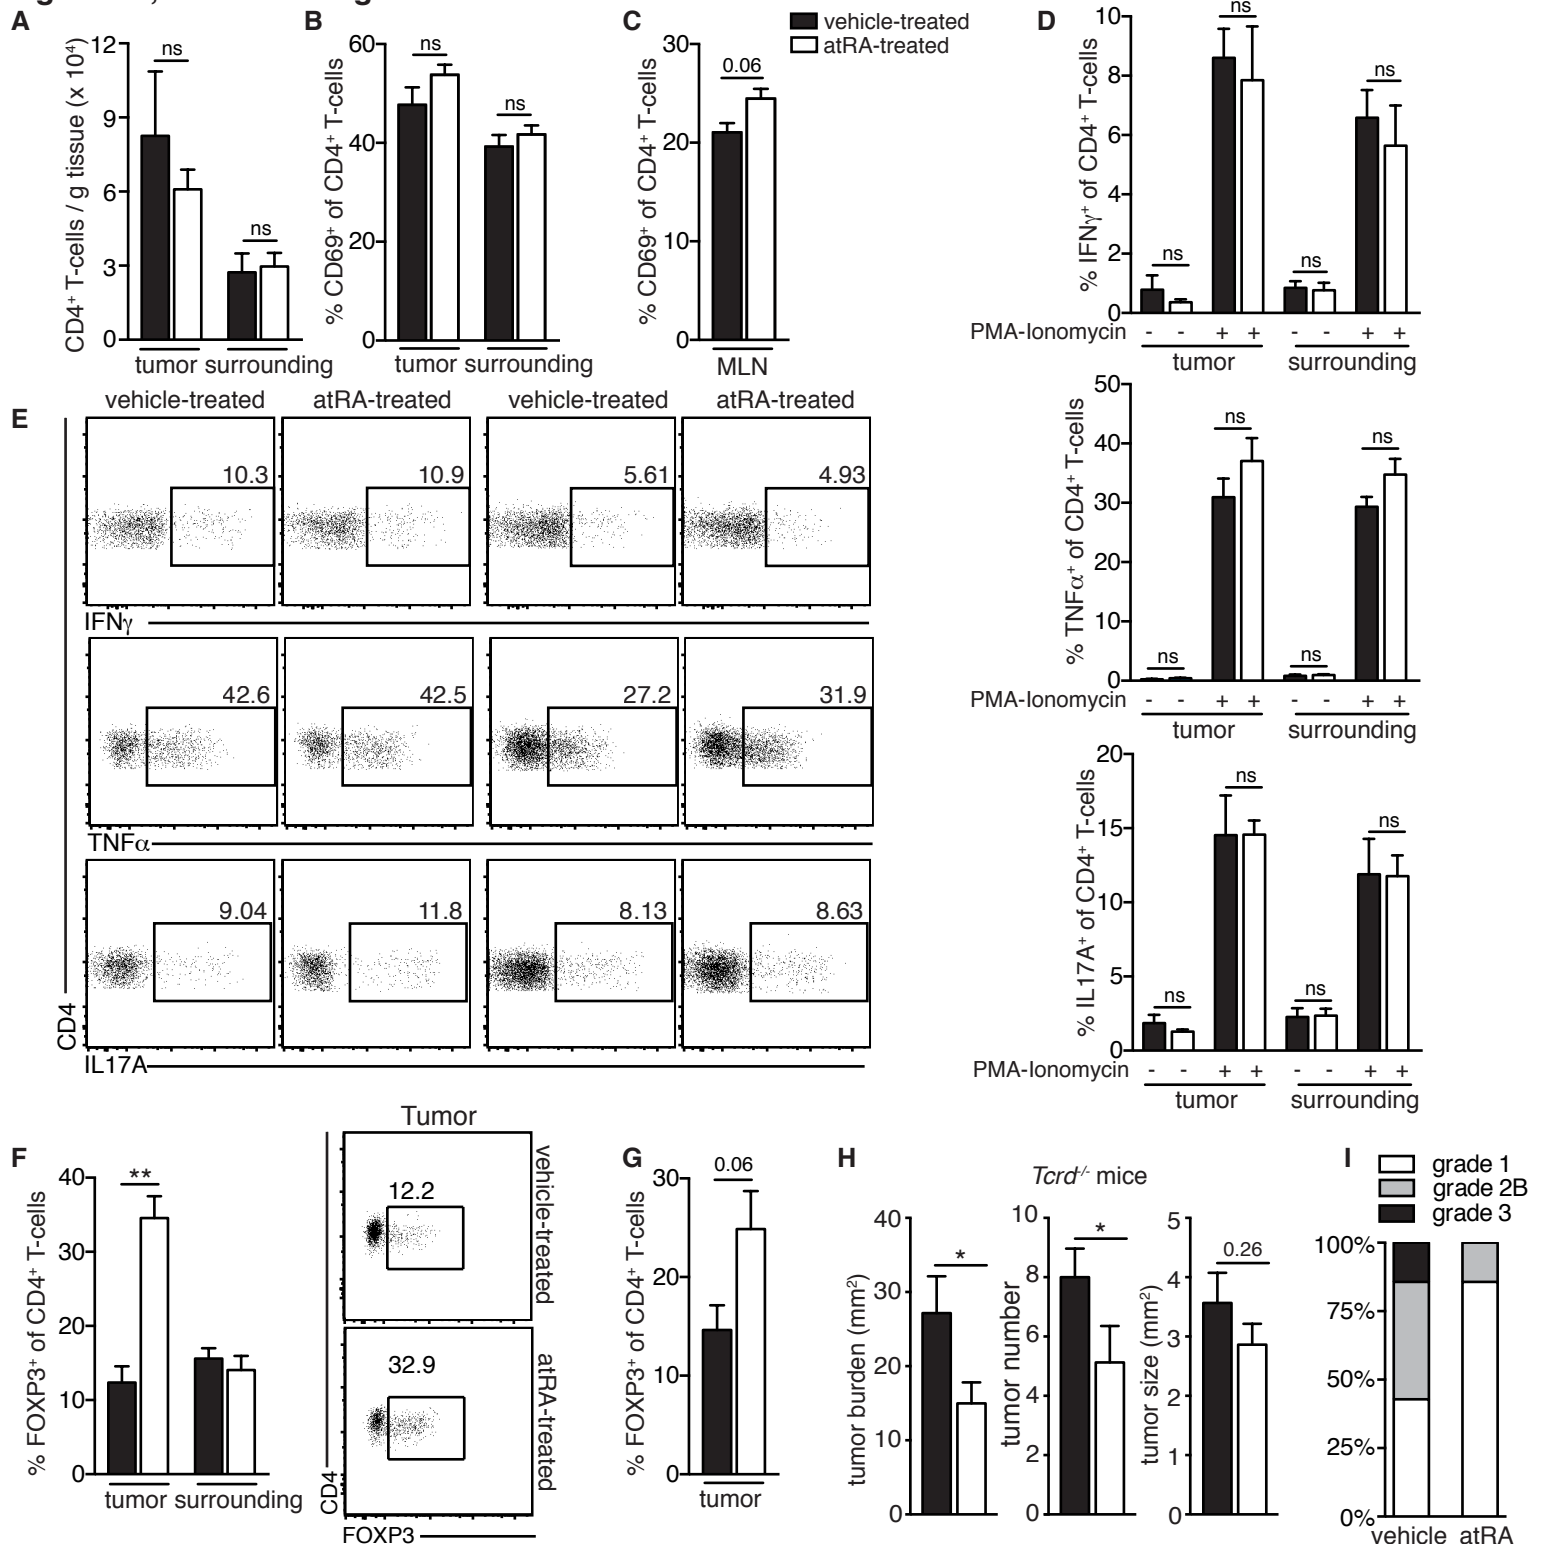 A
CD4+ T-cells / g tissue (x 10⁴)
12
9
6
3
0
ns
ns
tumor surrounding
B
% CD69+ of CD4+ T-cells
60
40
20
0
ns
ns
tumor surrounding
C
% CD69+ of CD4+ T-cells
30
20
10
0
0.06
MLN
vehicle-treated
atRA-treated
D
% IFNγ+ of CD4+ T-cells
10
8
6
4
2
0
ns
ns
ns
ns
PMA-Ionomycin - - + + - - + +
tumor surrounding
% TNFα+ of CD4+ T-cells
50
40
30
20
10
0
ns
ns
ns
ns
PMA-Ionomycin - - + + - - + +
tumor surrounding
% IL17A+ of CD4+ T-cells
20
15
10
5
0
ns
ns
ns
ns
PMA-Ionomycin - - + + - - + +
tumor surrounding
E
vehicle-treated atRA-treated vehicle-treated atRA-treated
10.3 10.9 5.61 4.93
IFNγ
42.6 42.5 27.2 31.9
TNFα
9.04 11.8 8.13 8.63
CD4
IL17A
F
% FOXP3+ of CD4+ T-cells
40
30
20
10
0
**
tumor surrounding
Tumor
12.2
vehicle-treated
32.9
atRA-treated
CD4
FOXP3
G
% FOXP3+ of CD4+ T-cells
30
20
10
0
0.06
tumor
H
Tcrd-/- mice
tumor burden (mm²)
40
30
20
10
0
*
tumor number
10
8
6
4
2
0
*
tumor size (mm²)
5
4
3
2
1
0
0.26
I
grade 1
grade 2B
grade 3
100%
75%
50%
25%
0%
vehicle atRA